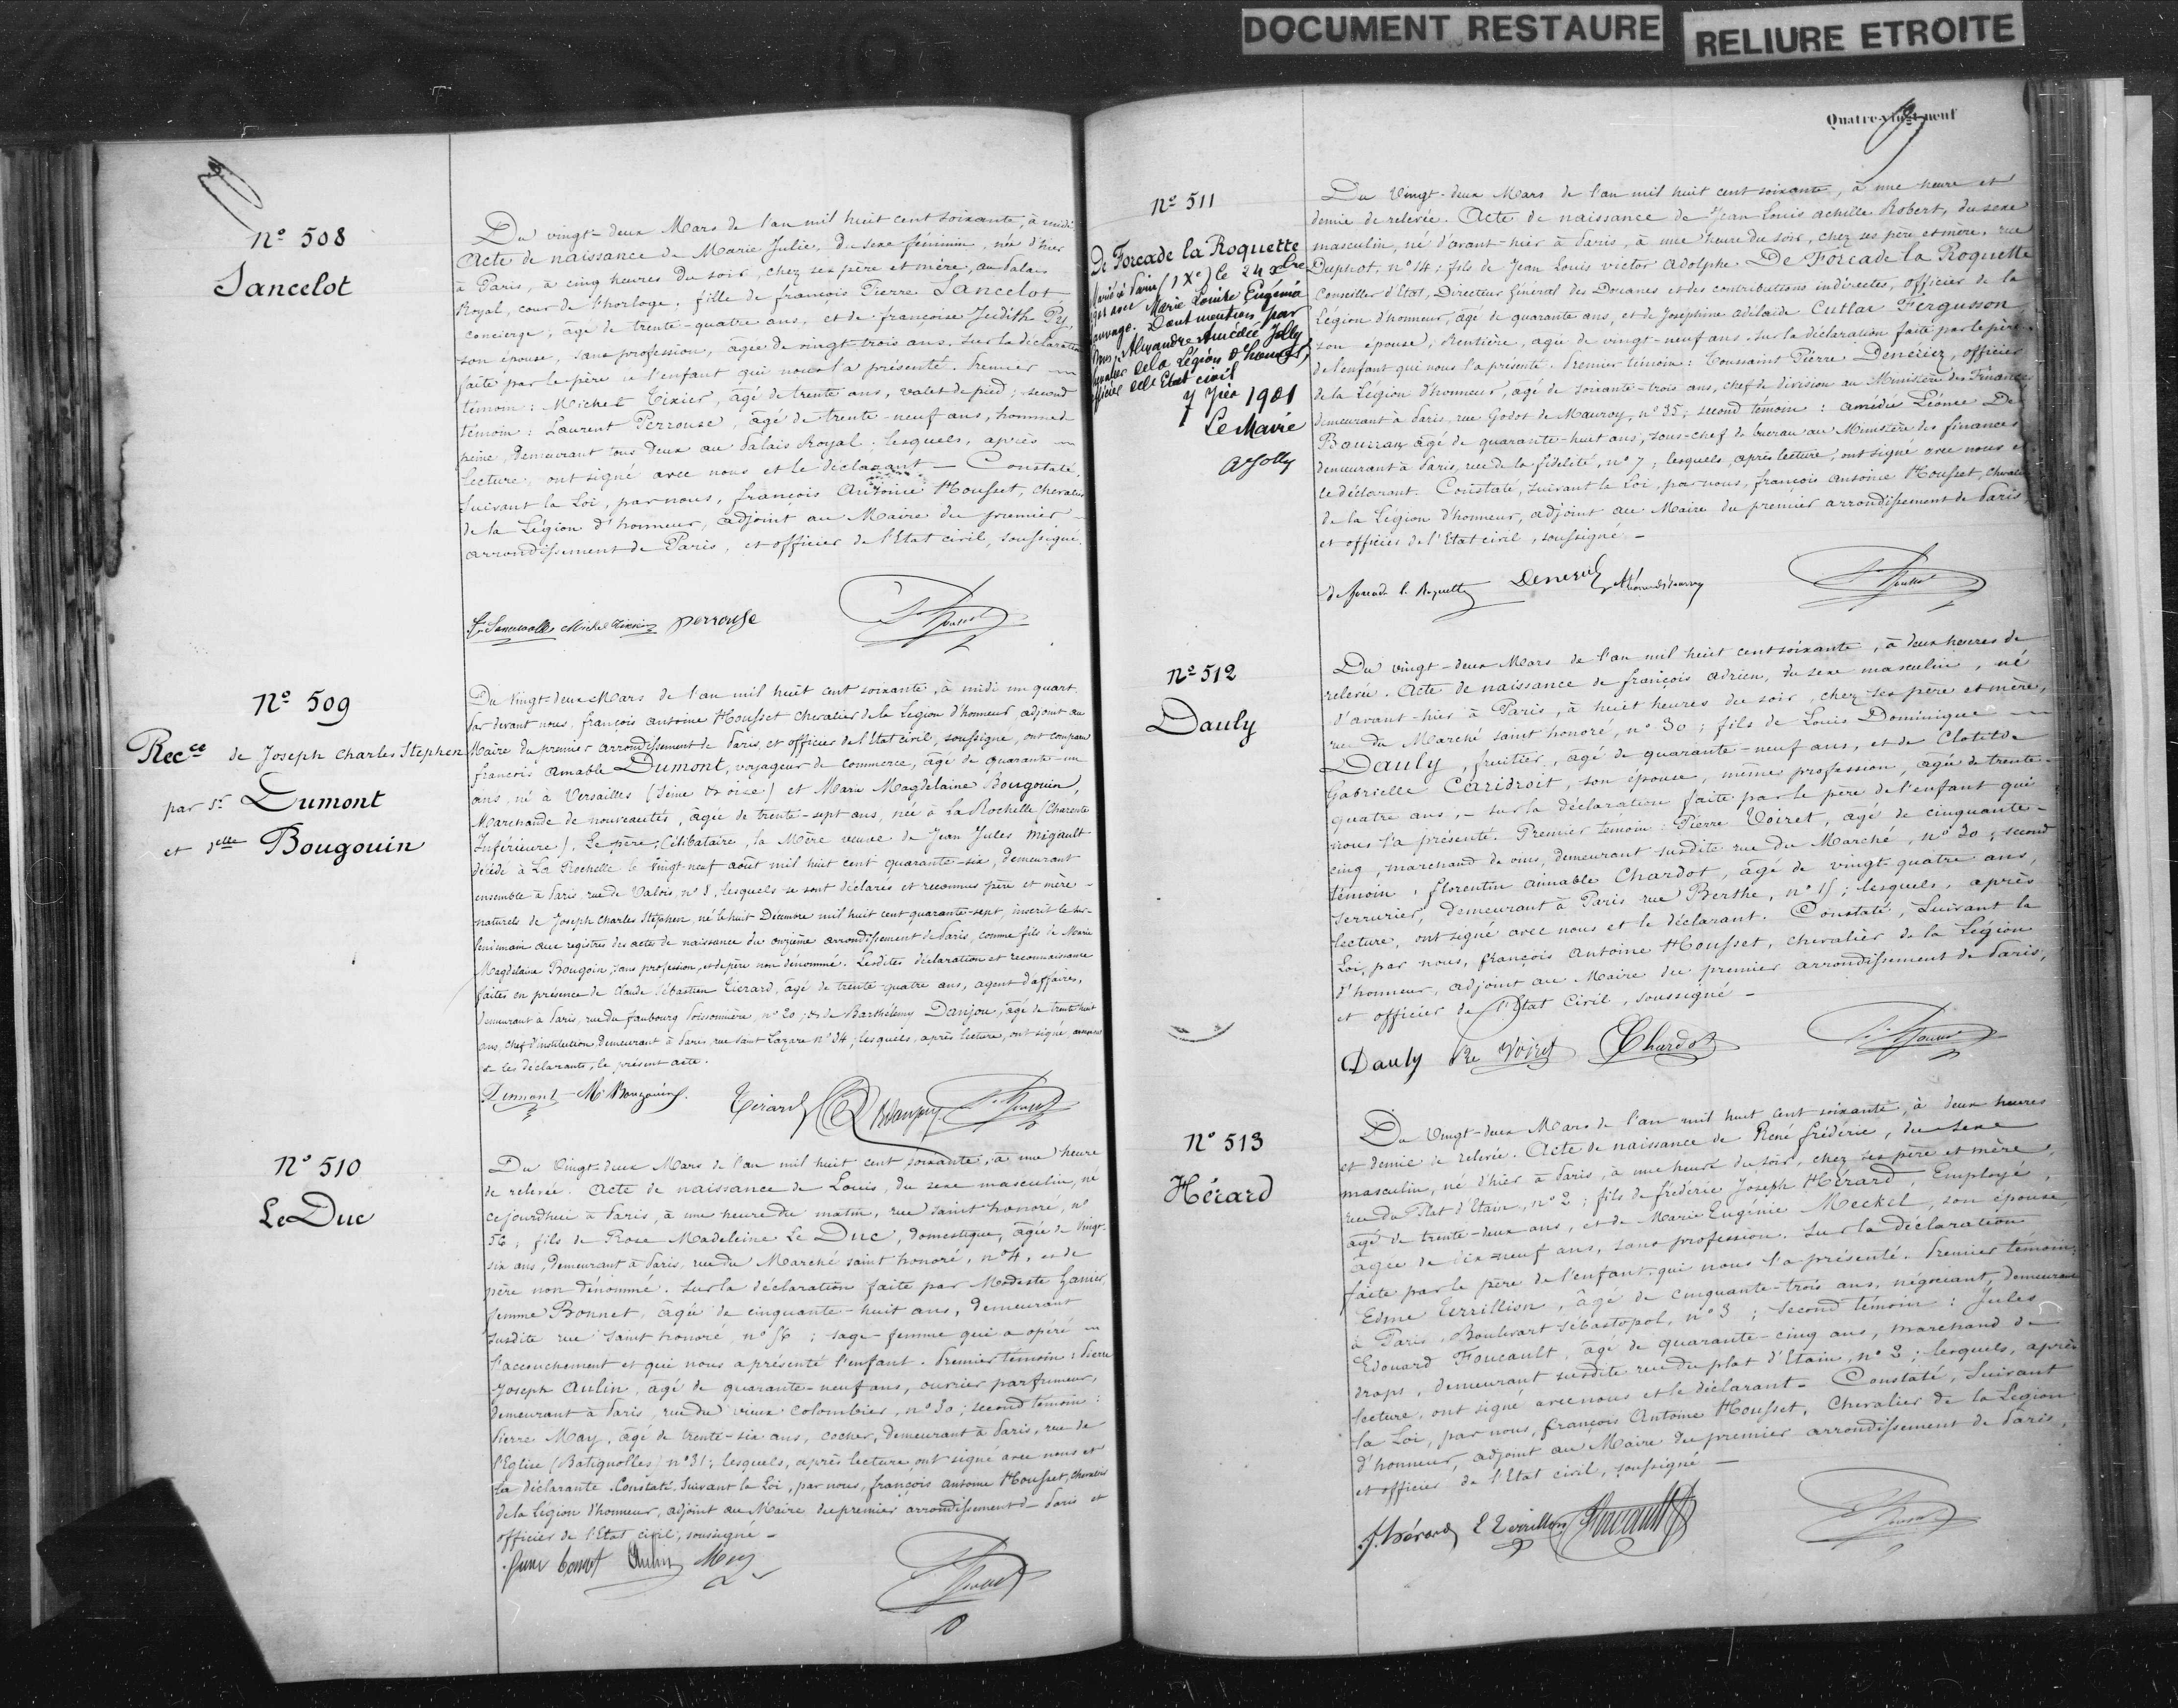 DOCUMENT RESTAURE
RELIURE ETROITE
Nº 508
Sancelot
Du vingt-deux Mars de l'an mil huit cent soixante, à midi
Acte de naissance de Marie Julie, du sexe féminin, née d'hier
à Paris, à cinq heures du soir, chez ses père et mère, au Palais
Royal, cour de l'horloge, fille de françois Pierre Sancelot
concierge, âgé de trente-quatre ans, et de françoise Judith
son épouse, sans profession, âgée de vingt-trois ans. Sur la déclaration
faite par le père de l'enfant qui nous l'a présenté. Premier
témoin: Michel Tixier, âgé de trente ans, valet de pied; second
témoin: Laurent Perrouse, âgé de trente-neuf ans, homme de
peine, demeurant tous deux au Palais Royal; lesquels, après
lecture, ont signé avec nous et le déclarant — Constaté,
Suivant la Loi, par nous, françois Antoine Housset, chevalier
de la Légion d'honneur, adjoint au Maire du premier
arrondissement de Paris, et officier de l'Etat civil, soussigné.
Michel Tixier perrouse
Nº 509
Recce de Joseph Charles Stephen
par sr Dumont
et delle Bougouin
Du Vingt-deux Mars de l'an mil huit cent soixante, à midi un quart.
Par devant nous, françois antoine Housset chevalier de la Légion d'honneur, adjoint au
Maire du premier arrondissement de Paris, et officier de l'Etat civil, soussigné, ont comparu
françois Amable Dumont, voyageur de commerce, âgé de quarante-un
ans, né à Versailles (Seine & oise) et Marie Magdelaine Bougouin,
Marchande de nouveautés, âgée de trente-sept ans, née à La Rochelle (Charente
Inférieure). Le père, Célibataire, la Mère veuve de Jean Jules Migault
décédé à La Rochelle le vingt neuf août mil huit cent quarante-six, demeurant
ensemble à Paris rue de Valois nº 8, lesquels se sont déclarés et reconnus père et mère
naturels de Joseph Charles Stephen, né le huit Décembre mil huit cent quarante-sept, inscrit le sur-
lendemain aux registres des actes de naissance du onzième arrondissement de Paris, comme fils de Marie
Magdelaine Bougoin, sans profession, et de père non dénommé. Lesdites déclaration et reconnaissance
faites en présence de Claude Sébastien Tierard, âgé de trente quatre ans, agent d'affaires,
demeurant à Paris, rue du faubourg Poissonnière, nº 20; & de Barthélemy Danjou, âgé de trente huit
ans, chef d'institution, demeurant à Paris, rue Saint Lazare nº 34; lesquels, après lecture, ont signé avec nous
et les déclarants, le présent acte.
Dumont M Bougouin
Nº 510
Le Duc
Du Vingt-deux Mars de l'an mil huit cent soixante, à une heure
de relevée. Acte de naissance de Louis, du sexe masculin, né
cejourdhui à Paris, à une heure du matin, rue saint honoré, nº
56, fils de Rose Madeleine Le Duc, domestique, âgée de Vingt-
six ans, demeurant à Paris, rue du Marché saint honoré, nº 4, et de
père non dénommé. Sur la déclaration faite par Modeste
femme Bonnet, âgée de cinquante-huit ans, demeurant
susdite rue saint honoré nº 56; sage-femme qui a opéré
l'accouchement et qui nous a présenté l'enfant. Premier témoin: Pierre
Joseph Aulin, âgé de quarante-neuf ans, ouvrier parfumeur,
demeurant à Paris, rue du vieux Colombier, nº 30; second témoin:
Pierre May, âgé de trente-six ans, cocher, demeurant à Paris, rue de
l'Eglise (Batignolles) nº 31; lesquels, après lecture ont signé avec nous et
la déclarante. Constaté, Suivant la Loi, par nous, françois antoine Housset, chevalier
de la Légion d'honneur, adjoint au Maire du premier arrondissement de Paris et
officier de l'Etat civil, soussigné —
Aulin May
Quatre-vingt-neuf
Nº 511
De Forcade la Roquette
Marié à Paris (IXe) le 24 xbre
avec Marie Louise Eugénie
Sauvage. Dont mention par
Nous, Alexandre Amédée Jolly
Chevalier de la Légion d'honneur,
officier de l'Etat civil
7 Jier 1901
Le Maire
A Jolly
Du Vingt-deux Mars de l'an mil huit cent soixante, à une heure et
demie de relevée. Acte de naissance de Jean Louis achille Robert, du sexe
masculin, né d'avant-hier à Paris, à une heure du soir, chez ses père et mère, rue
Duphot, nº 14; fils de Jean Louis victor Adolphe De Forcade la Roquette
Conseiller d'Etat, Directeur Général des Douanes et des contributions indirectes, officier de la
Légion d'honneur, âgé de quarante ans, et de Joséphine adélaïde Cutlar Fergusson
son épouse, Rentière, âgée de vingt-neuf ans. Sur la déclaration faite par le père
de l'enfant qui nous l'a présenté. Premier témoin: Toussaint Pierre Denériez, officier
de la Légion d'honneur, âgé de soixante-trois ans, chef de division au Ministère des Finances
demeurant à Paris, rue Godot de Mauroy, nº 35; second témoin: amédée Léonce De
âgé de quarante-huit ans, sous-chef de bureau au Ministère des finances
demeurant à Paris, rue de la fidélité, nº 7; lesquels, après lecture, ont signé avec nous et
le déclarant. Constaté, suivant la Loi, par nous, françois antoine Housset, chevalier
de la Légion d'honneur, adjoint au Maire du premier arrondissement de Paris
et officier de l'Etat civil, soussigné —
de forcade la Roquette
Nº 512
Dauly
Du vingt-deux Mars de l'an mil huit cent soixante, à deux heures de
relevée. Acte de naissance de françois adrien, du sexe masculin, né
d'avant-hier à Paris, à huit heures du soir, chez ses père et mère,
rue du Marché saint honoré, nº 30; fils de Louis Dominique
Dauly, fruitier, âgé de quarante-neuf ans, et de Clotilde
Gabrielle Caridroit, son épouse, même profession, âgée de trente-
quatre ans, — sur la déclaration faite par le père de l'enfant qui
nous l'a présenté. Premier témoin: Pierre Voiret, âgé de cinquante-
cinq, marchand de vins, demeurant susdite rue du Marché, nº 30; second
témoin, florentin aimable Chardot, âgé de vingt quatre ans,
serrurier, demeurant à Paris rue Berthe, nº 15; lesquels, après
lecture, ont signé avec nous et le déclarant. Constaté, Suivant la
Loi, par nous, françois Antoine Housset, chevalier de la Légion
d'honneur, adjoint au Maire du premier arrondissement de Paris,
et officier de l'Etat Civil, soussigné —
Dauly Voiret Chardot
Nº 513
Hérard
Du Vingt-deux Mars de l'an mil huit cent soixante, à deux heures
et demie de relevée. Acte de naissance de René frédéric, du sexe
masculin, né d'hier à Paris, à une heure du soir, chez ses père et mère,
rue du Plat d'Etain, nº 2; fils de frédéric Joseph Hérard, Employé,
âgé de trente-deux ans, et de Marie Eugénie Meckel, son épouse,
âgée de dix-neuf ans, sans profession. Sur la déclaration
faite par le père de l'enfant, qui nous l'a présenté. Premier témoin:
Edme Terrillion, âgé de cinquante-trois ans, négociant, demeurant
à Paris, Boulevart Sébastopol, nº 3; second témoin: Jules
Edouard Foucault, âgé de quarante-cinq ans, marchand de
draps, demeurant susdite rue du plat d'Etain, nº 2; lesquels, après
lecture, ont signé avec nous et le déclarant — Constaté, Suivant
la Loi, par nous, françois Antoine Housset, Chevalier de la Légion
d'honneur, adjoint au Maire du premier arrondissement de Paris,
et officier de l'Etat civil, soussigné —
f. hérard E Terrillion Foucault